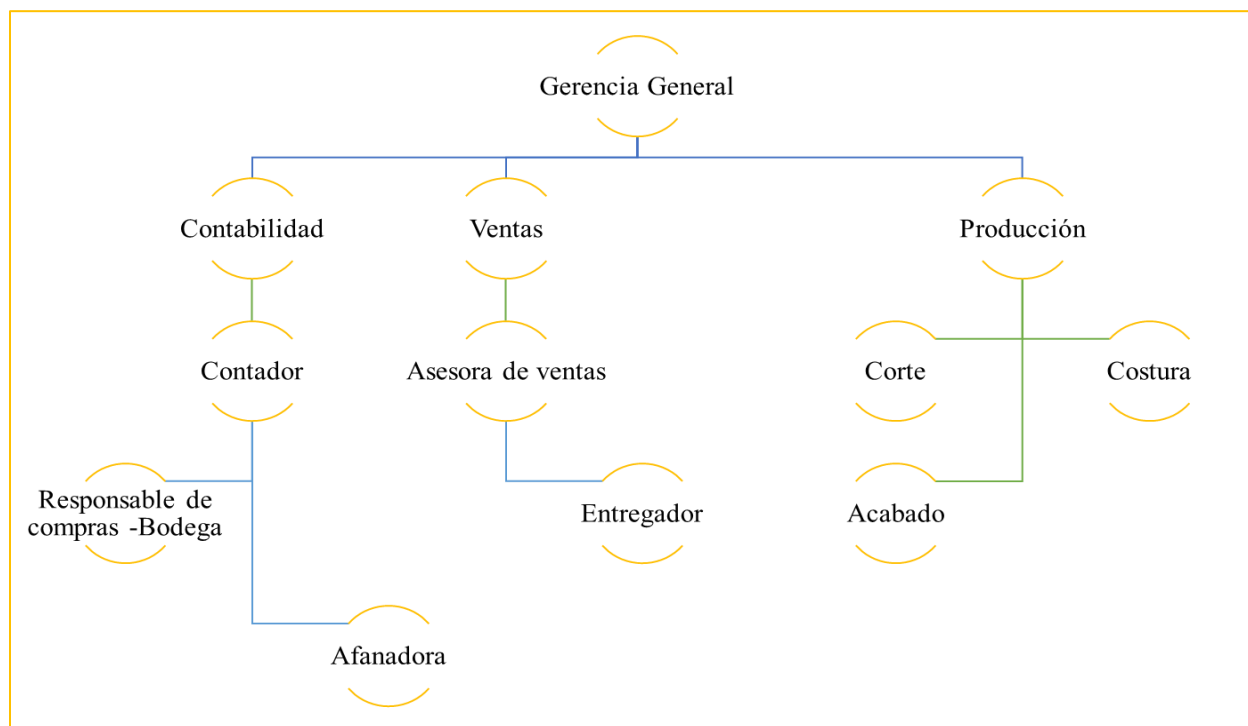 Gerencia General
Contabilidad
Ventas
Producción
Contador
Asesora de ventas
Corte
Costura
Responsable de
compras -Bodega
Entregador
Acabado
Afanadora